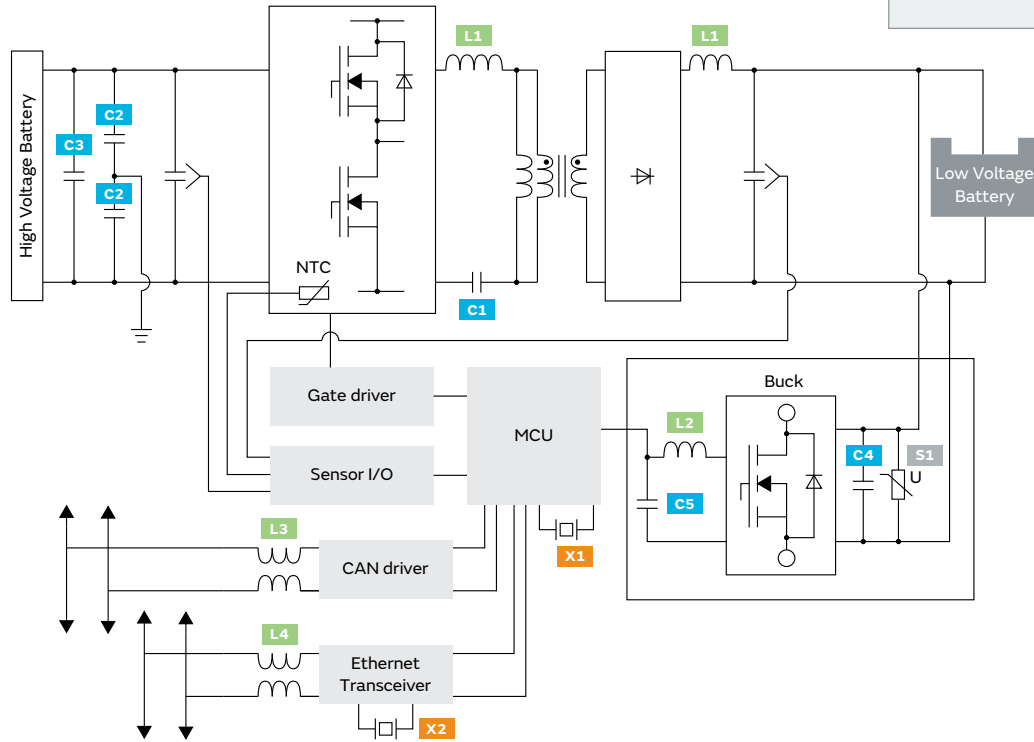 L1
L1
C2
C3
High Voltage Battery
C2
Low Voltage
Battery
NTC
C1
Gate driver
MCU
Buck
L2
C4
S1
U
Sensor I/O
C5
L3
X1
CAN driver
L4
Ethernet
Transceiver
X2